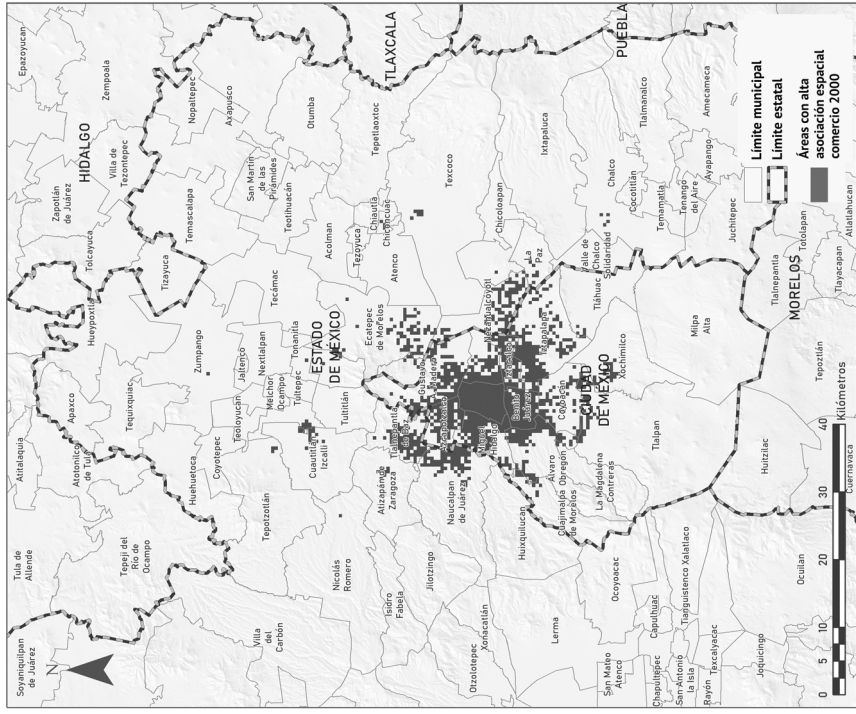 Epazoyucan
Zempoala
HIDALGO
Zapotlán
de Juárez
Villa de
Tezontepec
Tolcayuca
Tizayuca
Hueypoxtla
Apaxco
Atitalaquia
Atotonilco
de Tula
Tula de
Allende
Tepeji del
Río de
Ocampo
Soyaniquilpan
de Juárez
N
Nopaltepec
Axapusco
Otumba
San Martín
de las
Pirámides
Teotihuacán
Temascalapa
Acolman
Tecámac
Zumpango
Jaltenco
Nextlalpan
Tonanitla
Tequixquiac
Melchor
Ocampo
Tultepec
Teoloyucan
Coyotepec
Huehuetoca
Tepotzotlán
Cuautitlán
Izcalli
Tultitlán
ESTADO
DE MÉXICO
Villa
del
Carbón
Nicolás
Romero
TLAXCALA
Tepetlaoxtoc
Texcoco
Chiautla
Chiconcuac
Tezoyuca
Atenco
Ecatepec
de Morelos
Gustavo A.
Madero
Tlalnepantla
de Baz
Azcapotzalco
Atizapán de
Zaragoza
Naucalpan
de Juárez
Miguel
Hidalgo
Isidro
Fabela
Jilotzingo
Otzolotepec
Xonacatlán
Huixquilucan
Lerma
Chicoloapan
Nezahualcóyotl
La
Paz
Iztacalco
Iztapalapa
Benito
Juárez
Coyoacán
Álvaro
Obregón
Cuajimalpa
de Morelos
La Magdalena
Contreras
CIUDAD
DE MÉXICO
PUEBLA
Ixtapaluca
Tlalmanalco
Chalco
Cocotitlán
Valle de
Chalco
Solidaridad
Temamatla
Tenango
del Aire
Ayapango
Amecameca
Juchitepec
Tláhuac
Xochimilco
Milpa
Alta
Tlalpan
Ocoyoacac
Capulhuac
Tianguistenco
Xalatlaco
San Mateo
Atenco
Chapultepec
San Antonio
la Isla
Rayón
Texcalyacac
Joquicingo
Ocuilan
Huitzilac
Cuernavaca
Tepoztlán
MORELOS
Tlalnepantla
Totolapan
Tlayacapan
Atlatlahucan
Límite municipal
Límite estatal
Áreas con alta
asociación espacial
comercio 2000
0 5 10 20 30 40
Kilómetros